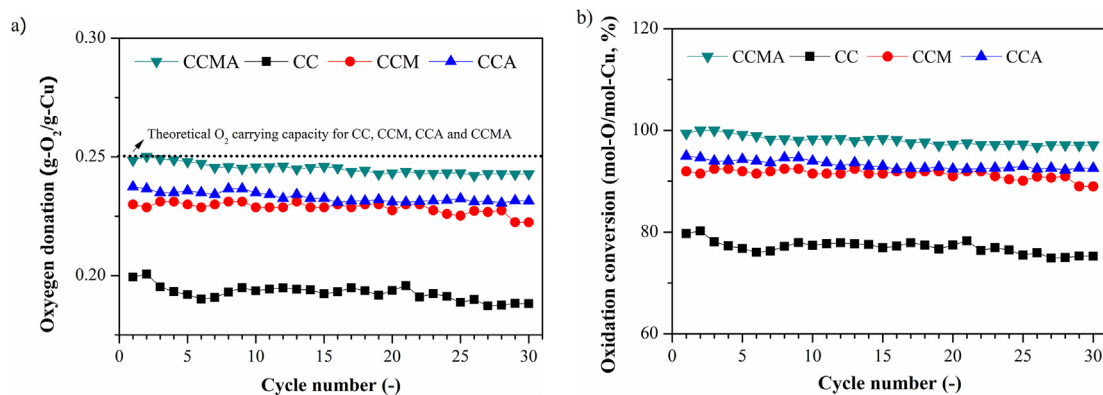 a)
Oxyegen donation (g-O₂/g-Cu)
0.30
0.25
0.20
CCMA CC CCM CCA
Theoretical O₂ carrying capacity for CC, CCM, CCA and CCMA
0 5 10 15 20 25 30
Cycle number (-)
b)
Oxidation conversion (mol-O/mol-Cu, %)
120
100
80
60
CCMA CC CCM CCA
0 5 10 15 20 25 30
Cycle number (-)